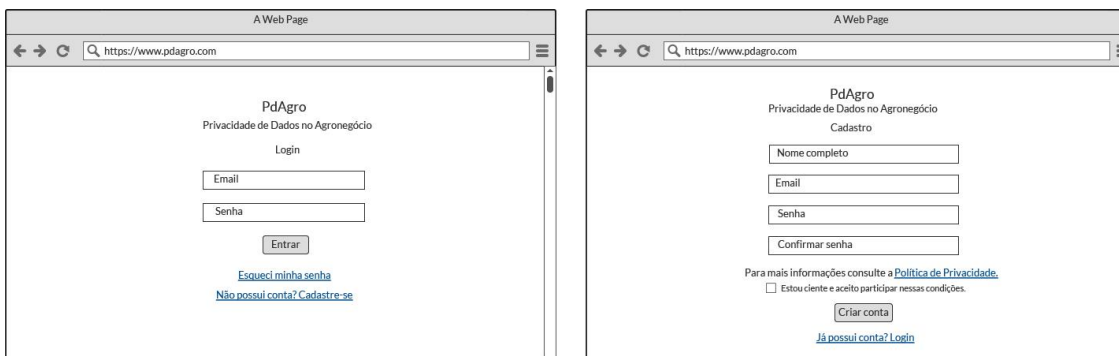 A Web Page
https://www.pdagro.com
PdAgro
Privacidade de Dados no Agronegócio
Login
Email
Senha
Entrar
Esqueci minha senha
Não possui conta? Cadastre-se
A Web Page
https://www.pdagro.com
PdAgro
Privacidade de Dados no Agronegócio
Cadastro
Nome completo
Email
Senha
Confirmar senha
Para mais informações consulte a Política de Privacidade.
Estou ciente e aceito participar nessas condições.
Criar conta
Já possui conta? Login